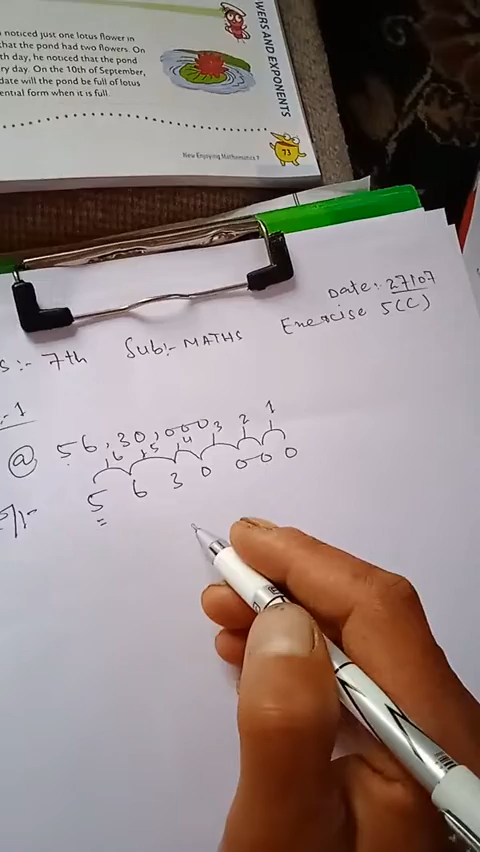 noticed just one lotus flower in
that the pond had two flowers. On
th day, he noticed that the pond
ry day. On the 10th of September,
date will the pond be full of lotus
ential form when it is full.
WERS AND EXPONENTS
New Enjoying Mathematics 7
73
Date:- 27/07
s:- 7th Sub:- MATHS Exercise 5(C)
-1
@ 56,30,000
6 5 4 3 2 1
5 6 3 0 0 0 0